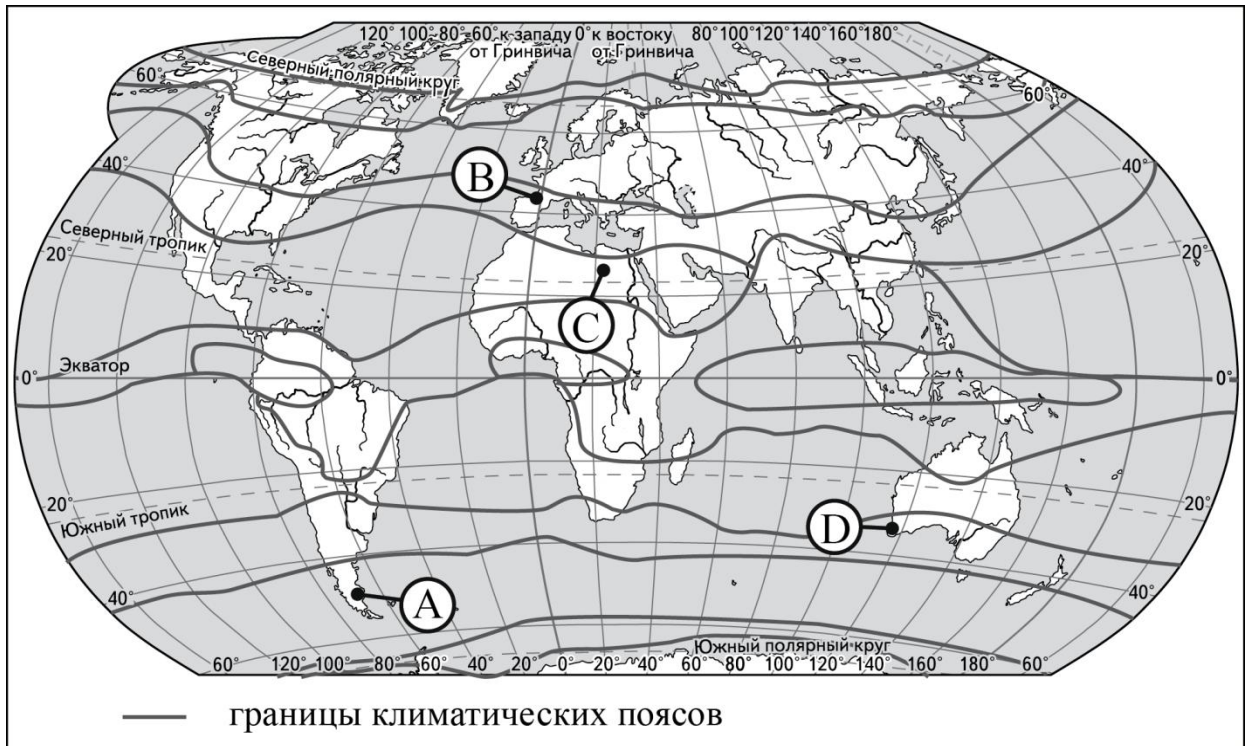 120° 100° 80° 60° к западу 0° к востоку 80° 100° 120° 140° 160° 180°
от Гринвича от Гринвича
Северный полярный круг
60° 60°
40° 40°
B
Северный тропик
20° 20°
C
Экватор
0° 0°
20° 20°
Южный тропик
D
40° 40°
A
Южный полярный круг
60° 120° 100° 80° 60° 40° 20° 0° 20° 40° 60° 80° 100° 120° 140° 160° 180° 60°
границы климатических поясов